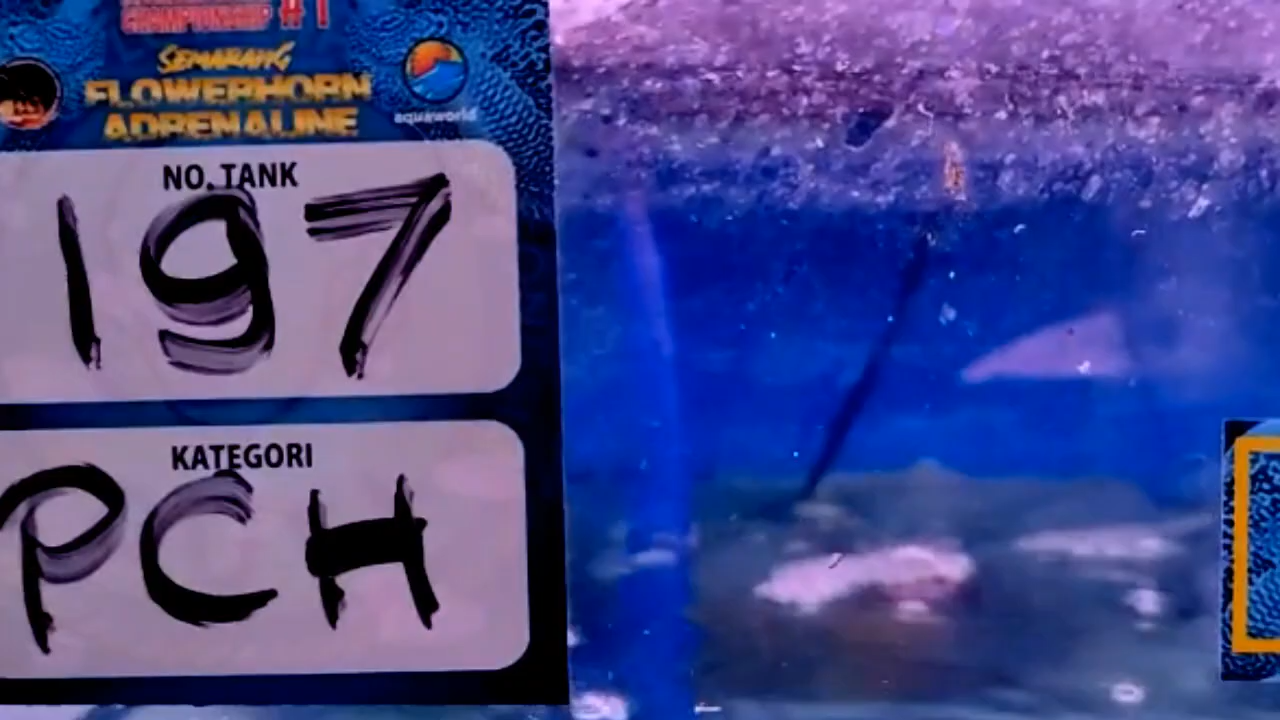 CHAMPIONSHIP #1
SEMARANG
FLOWERHORN
ADRENALINE
aquaworld
NO. TANK
197
KATEGORI
PCH